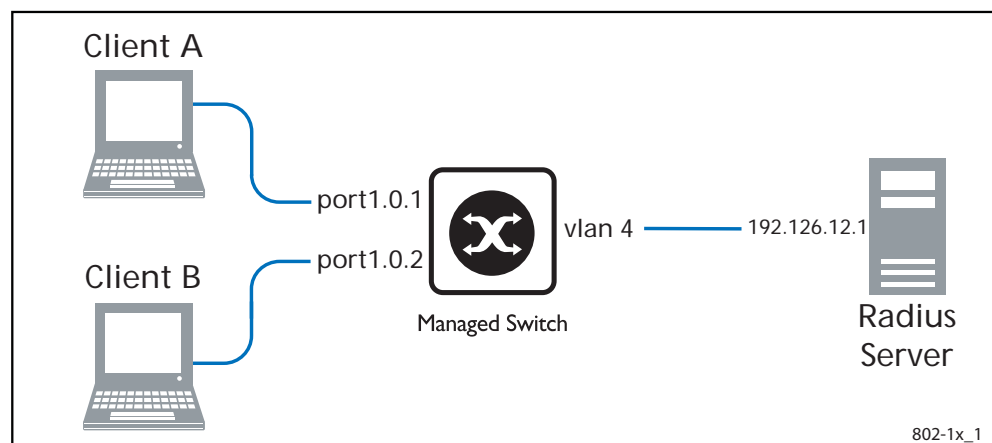 Client A
port1.0.1
port1.0.2
Client B
Managed Switch
vlan 4
192.126.12.1
Radius
Server
802-1x_1